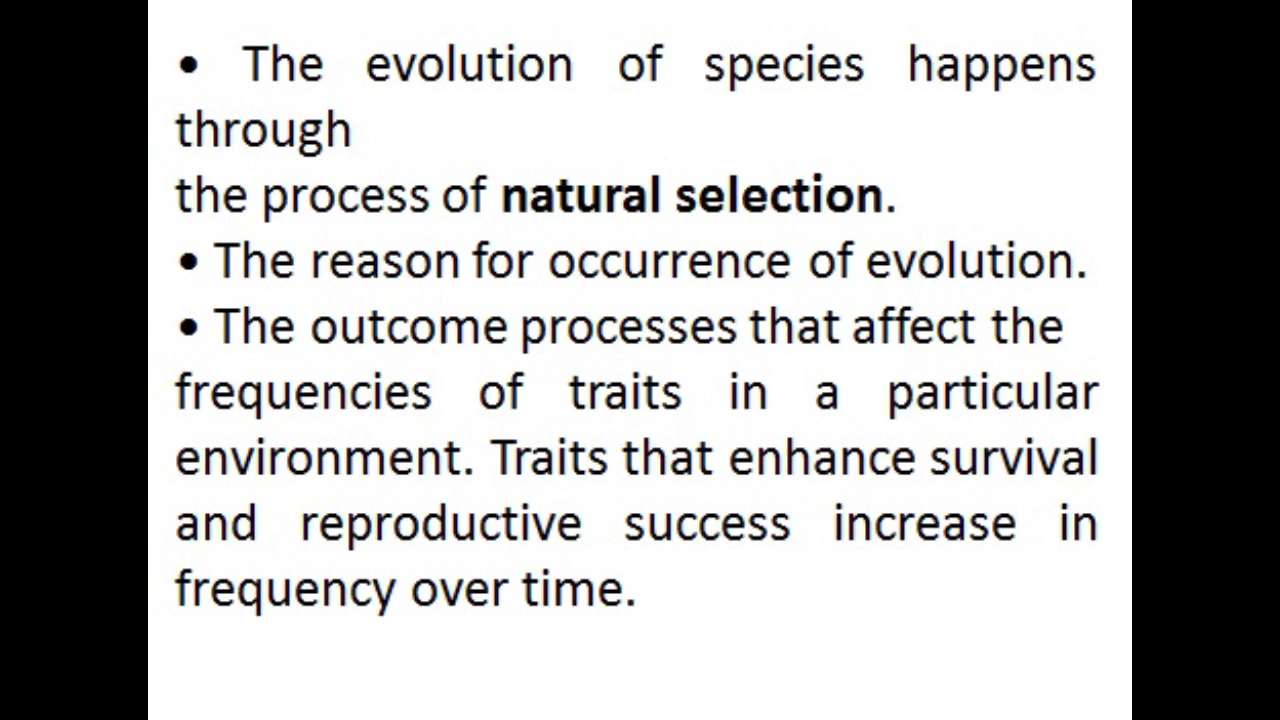 • The evolution of species happens
through
the process of natural selection.
• The reason for occurrence of evolution.
• The outcome processes that affect the
frequencies of traits in a particular
environment. Traits that enhance survival
and reproductive success increase in
frequency over time.